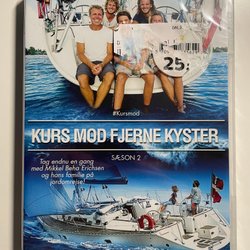 25,-
#Kursmod
KURS MOD FJERNE KYSTER
SÆSON 2
Tag endnu en gang
med Mikkel Beha Erichsen
og hans familie på
jordomrejse!